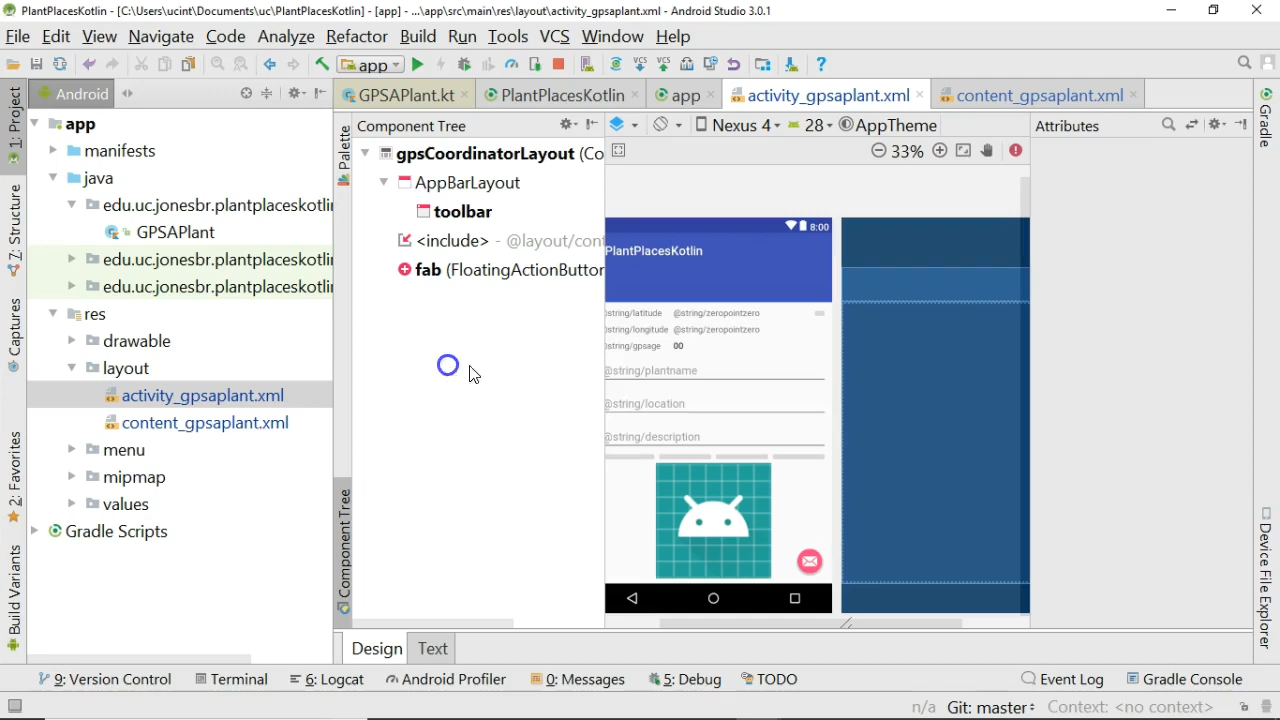 PlantPlacesKotlin - [C:\Users\ucint\Documents\uc\PlantPlacesKotlin] - [app] - ...\app\src\main\res\layout\activity_gpsaplant.xml - Android Studio 3.0.1
File Edit View Navigate Code Analyze Refactor Build Run Tools VCS Window Help
app
VCS VCS
Android
GPSAPlant.kt
PlantPlacesKotlin
app
activity_gpsaplant.xml
content_gpsaplant.xml
1: Project
Z: Structure
Captures
2: Favorites
Build Variants
app
manifests
java
edu.uc.jonesbr.plantplaceskotlin
GPSAPlant
edu.uc.jonesbr.plantplaceskotlin
edu.uc.jonesbr.plantplaceskotlin
res
drawable
layout
activity_gpsaplant.xml
content_gpsaplant.xml
menu
mipmap
values
Gradle Scripts
Palette
Component Tree
Component Tree
gpsCoordinatorLayout (Co
AppBarLayout
toolbar
<include> - @layout/cont
fab (FloatingActionButtor
Nexus 4
28
AppTheme
33%
8:00
PlantPlacesKotlin
@string/latitude @string/zeropointzero
@string/longitude @string/zeropointzero
@string/gpsage 00
@string/plantname
@string/location
@string/description
Attributes
Gradle
Device File Explorer
Design Text
9: Version Control Terminal 6: Logcat Android Profiler 0: Messages 5: Debug TODO Event Log Gradle Console
n/a Git: master Context: <no context>